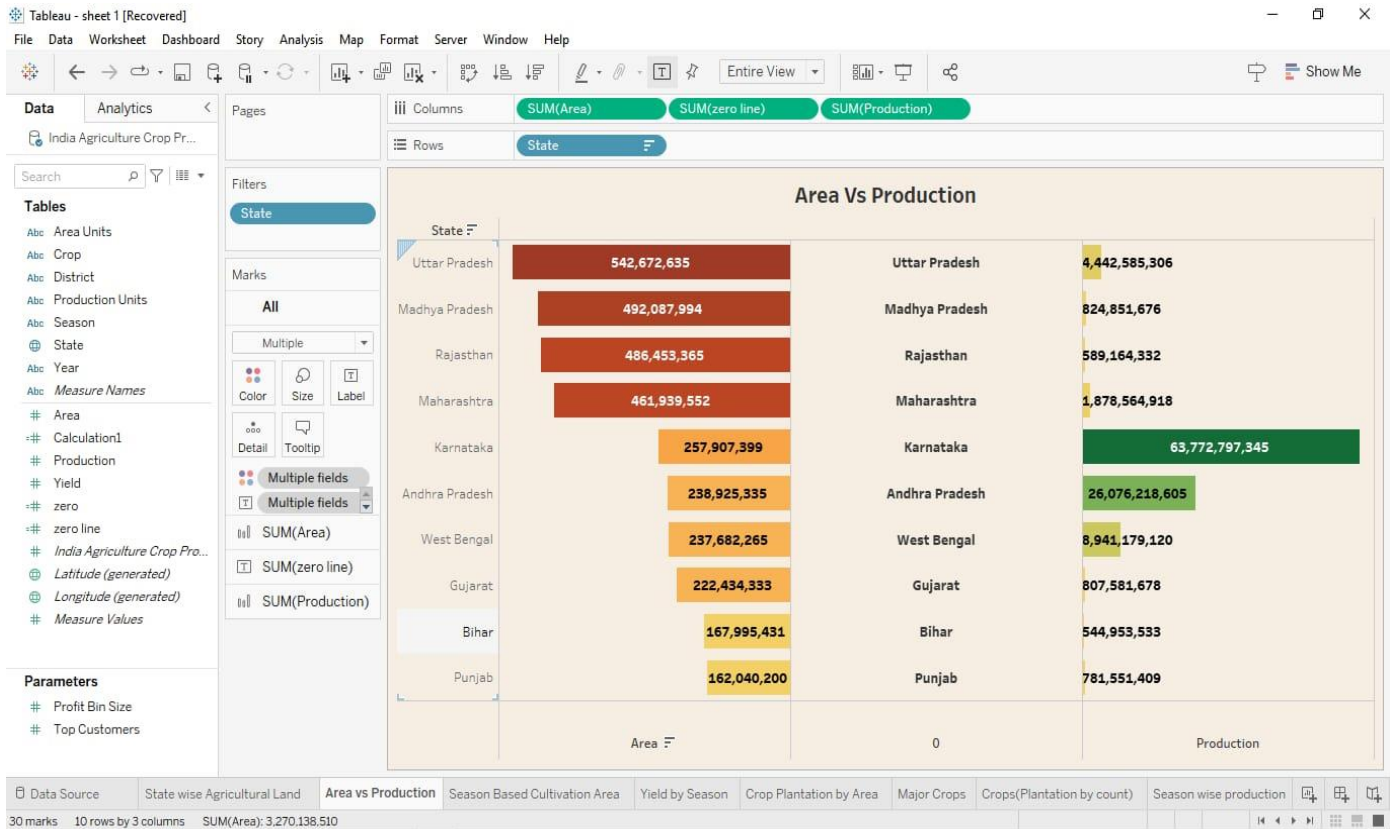 Tableau - sheet 1 [Recovered]
File Data Worksheet Dashboard Story Analysis Map Format Server Window Help
Entire View
Show Me
Data Analytics
India Agriculture Crop Pr...
Search
Tables
Abc Area Units
Abc Crop
Abc District
Abc Production Units
Abc Season
State
Abc Year
Abc Measure Names
# Area
=# Calculation1
# Production
# Yield
=# zero
=# zero line
# India Agriculture Crop Pro...
Latitude (generated)
Longitude (generated)
# Measure Values
Parameters
# Profit Bin Size
# Top Customers
Pages
Filters
State
Marks
All
Multiple
Color Size Label
Detail Tooltip
Multiple fields
Multiple fields
SUM(Area)
SUM(zero line)
SUM(Production)
Columns SUM(Area) SUM(zero line) SUM(Production)
Rows State
Area Vs Production
State
Uttar Pradesh 542,672,635 Uttar Pradesh 4,442,585,306
Madhya Pradesh 492,087,994 Madhya Pradesh 824,851,676
Rajasthan 486,453,365 Rajasthan 589,164,332
Maharashtra 461,939,552 Maharashtra 1,878,564,918
Karnataka 257,907,399 Karnataka 63,772,797,345
Andhra Pradesh 238,925,335 Andhra Pradesh 26,076,218,605
West Bengal 237,682,265 West Bengal 8,941,179,120
Gujarat 222,434,333 Gujarat 807,581,678
Bihar 167,995,431 Bihar 544,953,533
Punjab 162,040,200 Punjab 781,551,409
Area 0 Production
Data Source State wise Agricultural Land Area vs Production Season Based Cultivation Area Yield by Season Crop Plantation by Area Major Crops Crops(Plantation by count) Season wise production
30 marks 10 rows by 3 columns SUM(Area): 3,270,138,510